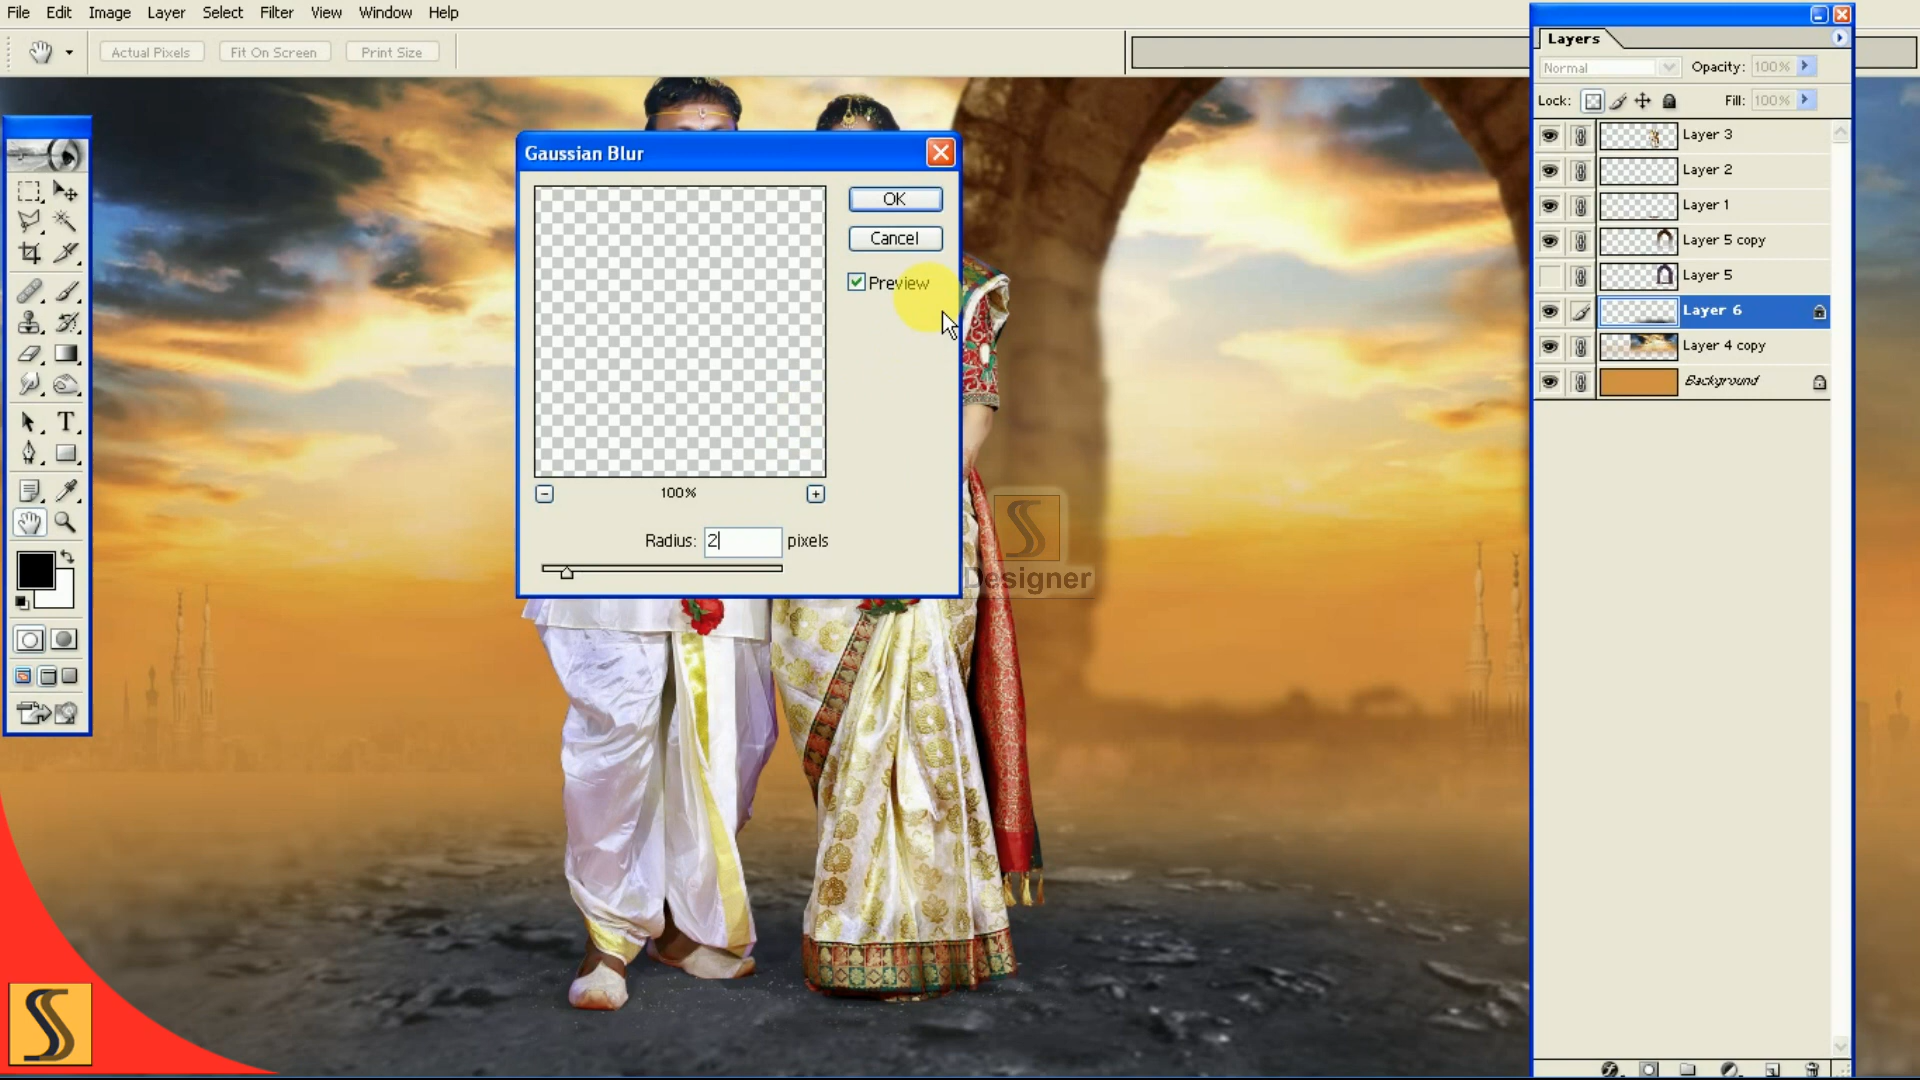 File Edit Image Layer Select Filter View Window Help
Actual Pixels Fit On Screen Print Size
Layers
Normal Opacity: 100%
Lock: Fill: 100%
Layer 3
Layer 2
Layer 1
Layer 5 copy
Layer 5
Layer 6
Layer 4 copy
Background
Gaussian Blur
OK
Cancel
Preview
100%
Radius: 2 pixels
Designer